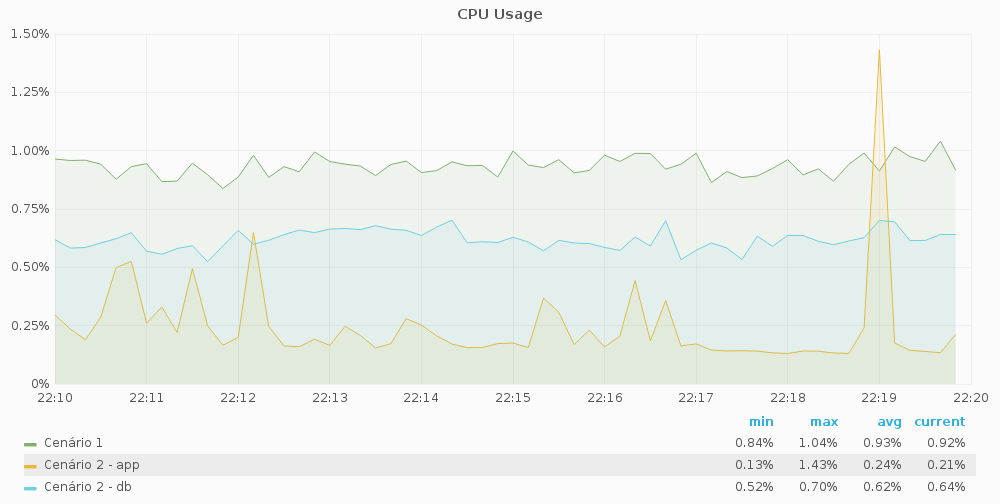 CPU Usage
1.50%
1.25%
1.00%
0.75%
0.50%
0.25%
0%
22:10 22:11 22:12 22:13 22:14 22:15 22:16 22:17 22:18 22:19 22:20
min max avg current
Cenário 1 0.84% 1.04% 0.93% 0.92%
Cenário 2 - app 0.13% 1.43% 0.24% 0.21%
Cenário 2 - db 0.52% 0.70% 0.62% 0.64%